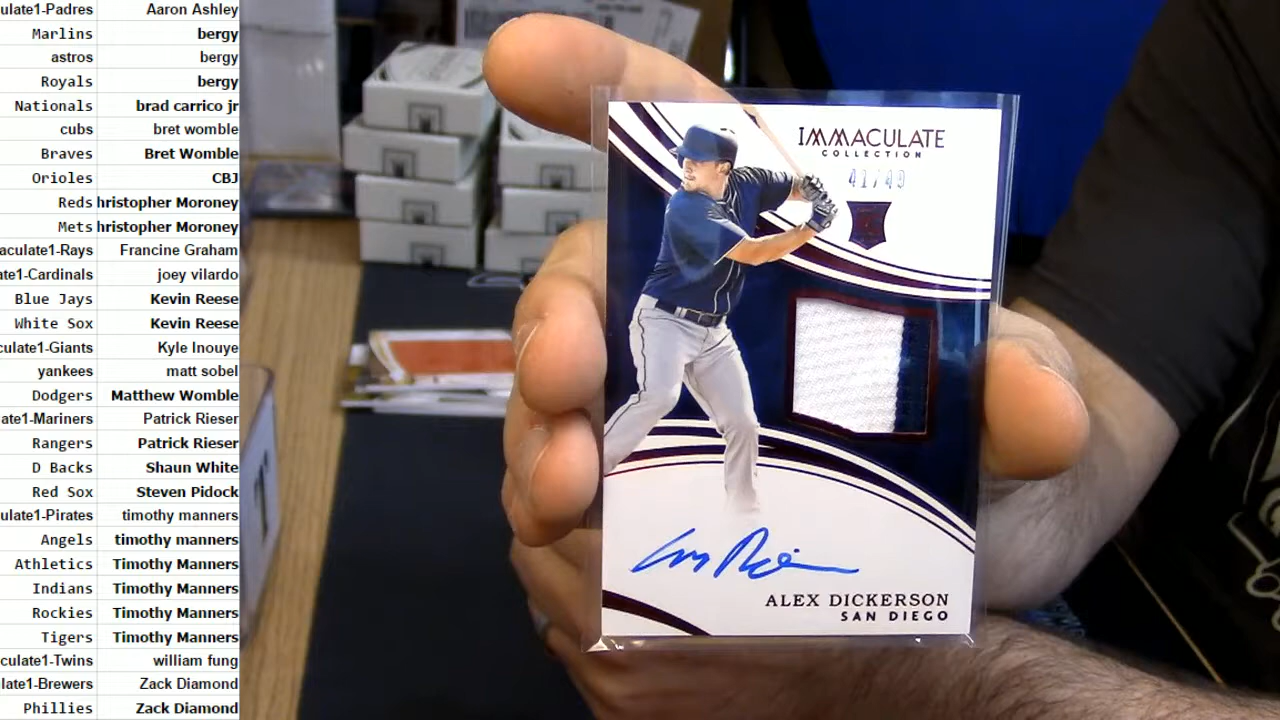 ulate1-Padres Aaron Ashley
Marlins bergy
astros bergy
Royals bergy
Nationals brad carrico jr
cubs bret womble
Braves Bret Womble
Orioles CBJ
Reds hristopher Moroney
Mets hristopher Moroney
aculate1-Rays Francine Graham
ate1-Cardinals joey vilardo
Blue Jays Kevin Reese
White Sox Kevin Reese
culate1-Giants Kyle Inouye
yankees matt sobel
Dodgers Matthew Womble
ate1-Mariners Patrick Rieser
Rangers Patrick Rieser
D Backs Shaun White
Red Sox Steven Pidock
ulate1-Pirates timothy manners
Angels timothy manners
Athletics Timothy Manners
Indians Timothy Manners
Rockies Timothy Manners
Tigers Timothy Manners
culate1-Twins william fung
late1-Brewers Zack Diamond
Phillies Zack Diamond
IMMACULATE
COLLECTION
41/49
ALEX DICKERSON
SAN DIEGO